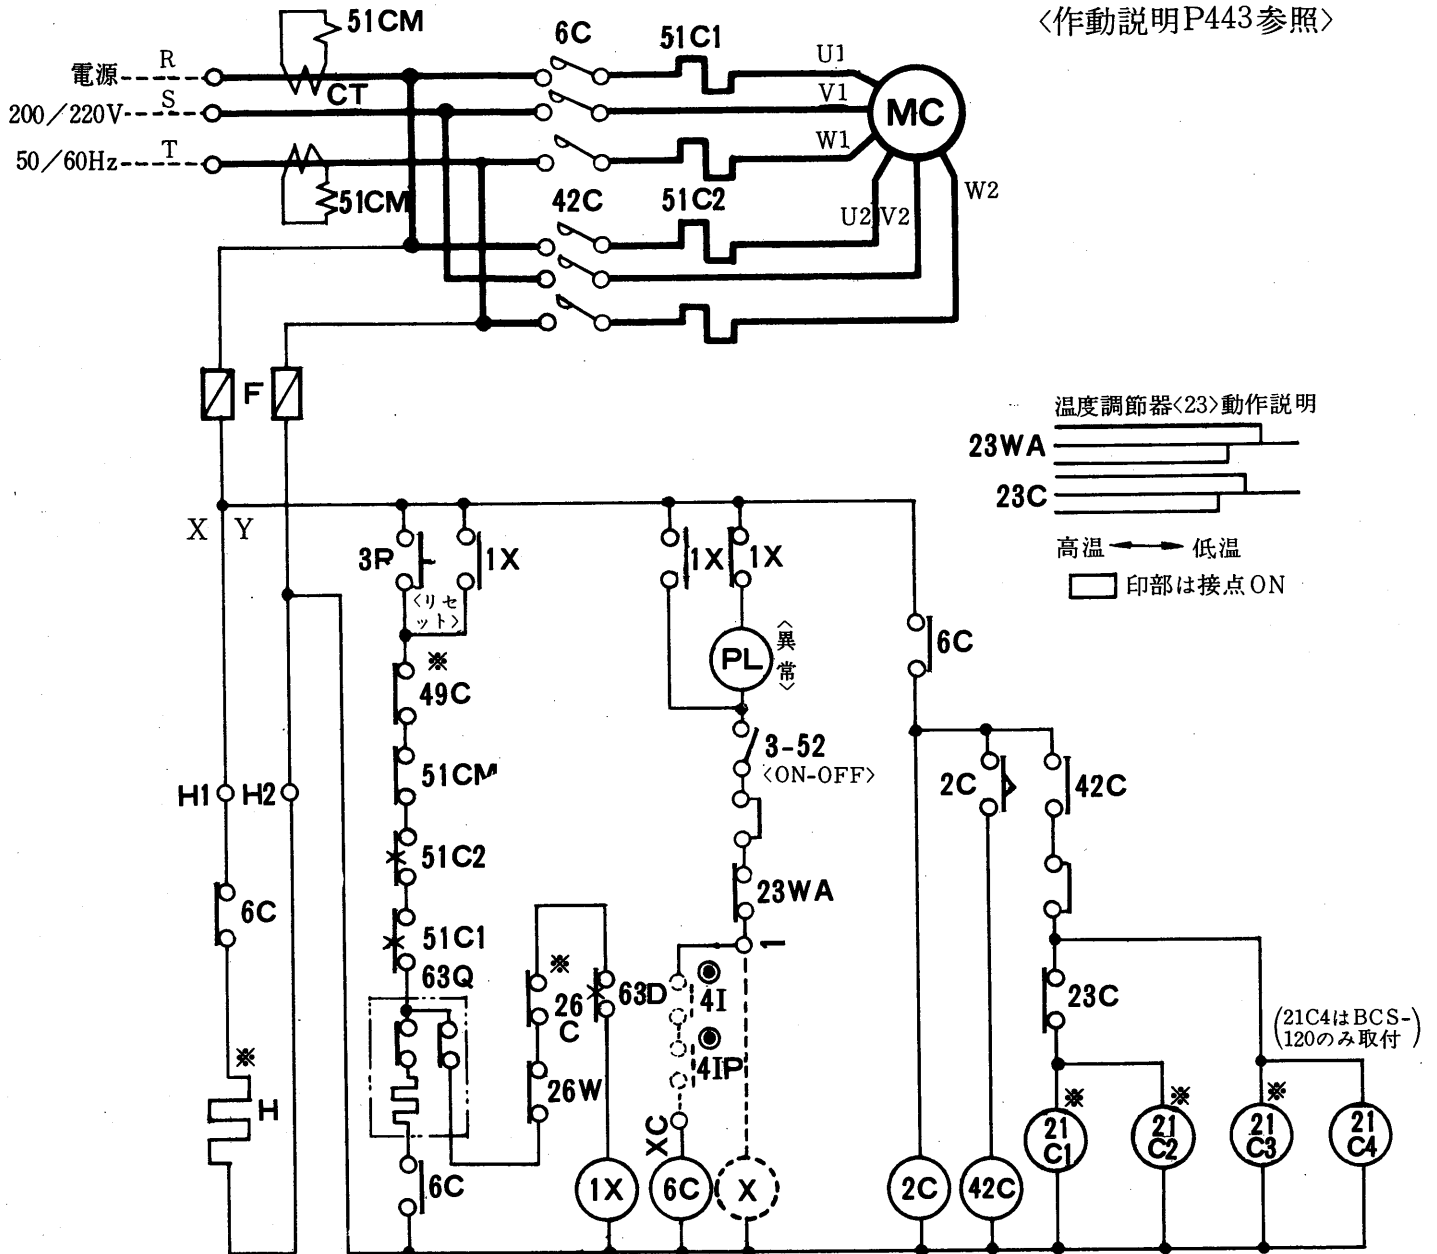 〈作動説明P443参照〉
51CM
6C
51C1
電源
R
CT
U1
200/220V
S
V1
MC
50/60Hz
T
W1
51CM
42C
51C2
U2
V2
W2
F
温度調節器<23>動作説明
23WA
23C
高温
低温
印部は接点ON
X
Y
3R
〈リセ
ット〉
1X
1X
1X
PL
〈異常〉
6C
※
49C
3-52
〈ON-OFF〉
2C
42C
H1
H2
51CM
51C2
23WA
6C
51C1
63Q
※
26
C
63D
1
4I
23C
(21C4はBCS-
120のみ取付)
26W
4IP
※
H
XC
※
※
※
21
C1
21
C2
21
C3
21
C4
6C
1X
6C
X
2C
42C